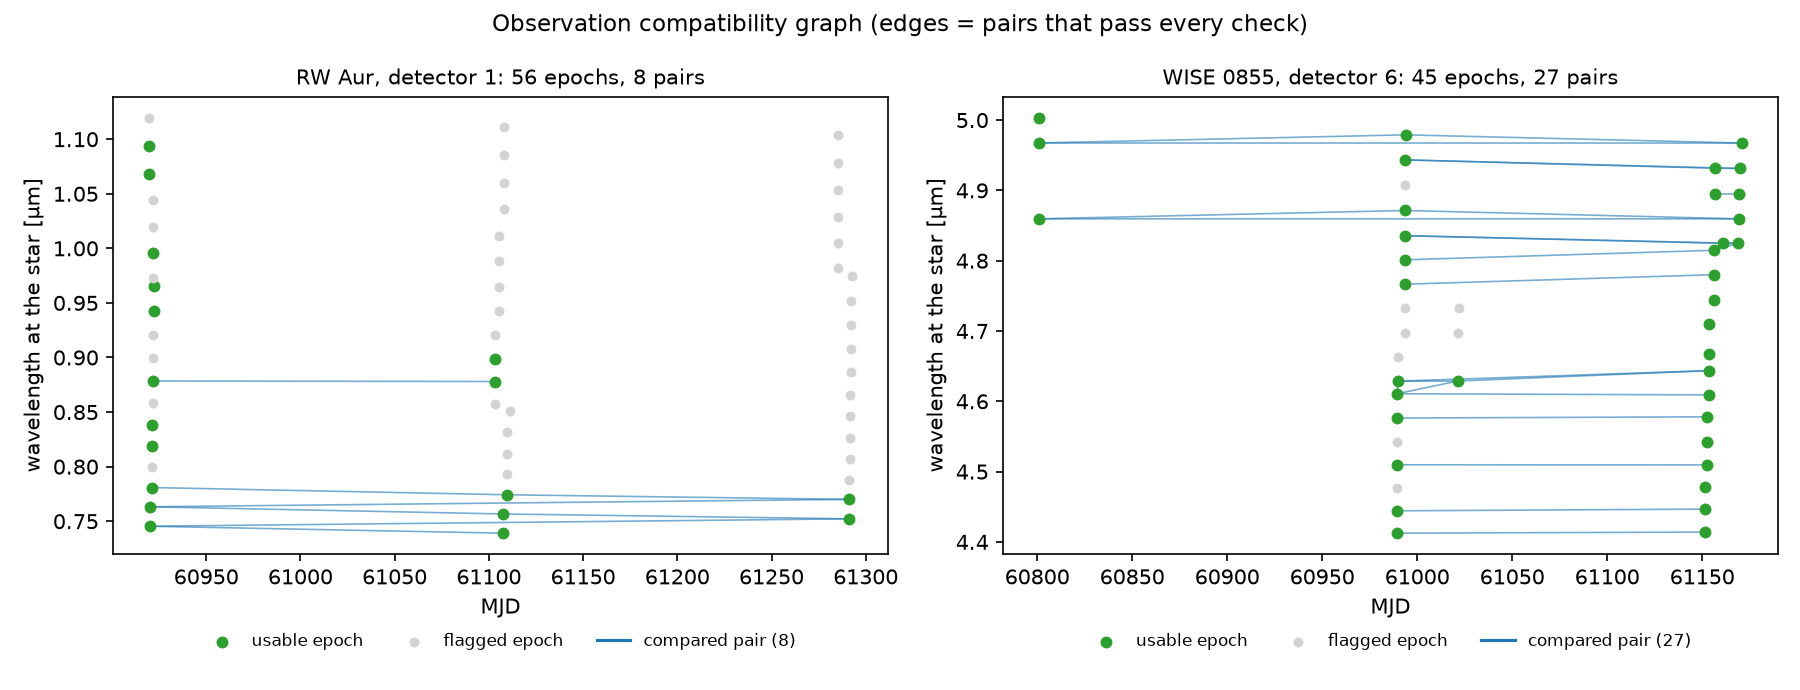 Observation compatibility graph (edges = pairs that pass every check)
RW Aur, detector 1: 56 epochs, 8 pairs
wavelength at the star [µm]
1.10
1.05
1.00
0.95
0.90
0.85
0.80
0.75
60950 61000 61050 61100 61150 61200 61250 61300
MJD
usable epoch flagged epoch compared pair (8)
WISE 0855, detector 6: 45 epochs, 27 pairs
wavelength at the star [µm]
5.0
4.9
4.8
4.7
4.6
4.5
4.4
60800 60850 60900 60950 61000 61050 61100 61150
MJD
usable epoch flagged epoch compared pair (27)